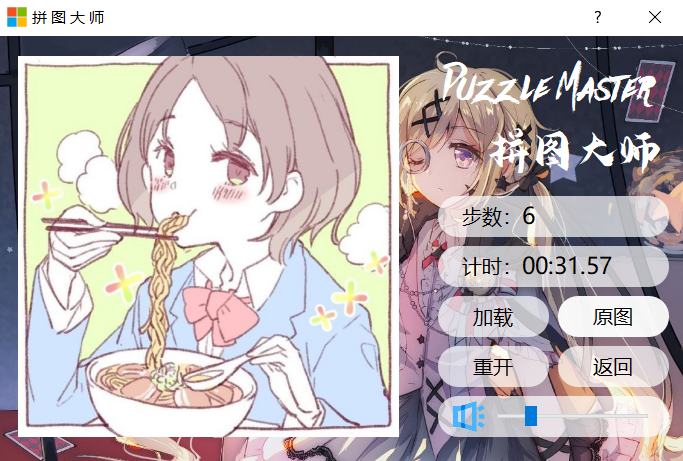 拼图大师
?
PUZZLE MASTER
拼图大师
步数: 6
计时: 00:31.57
加载 原图
重开 返回